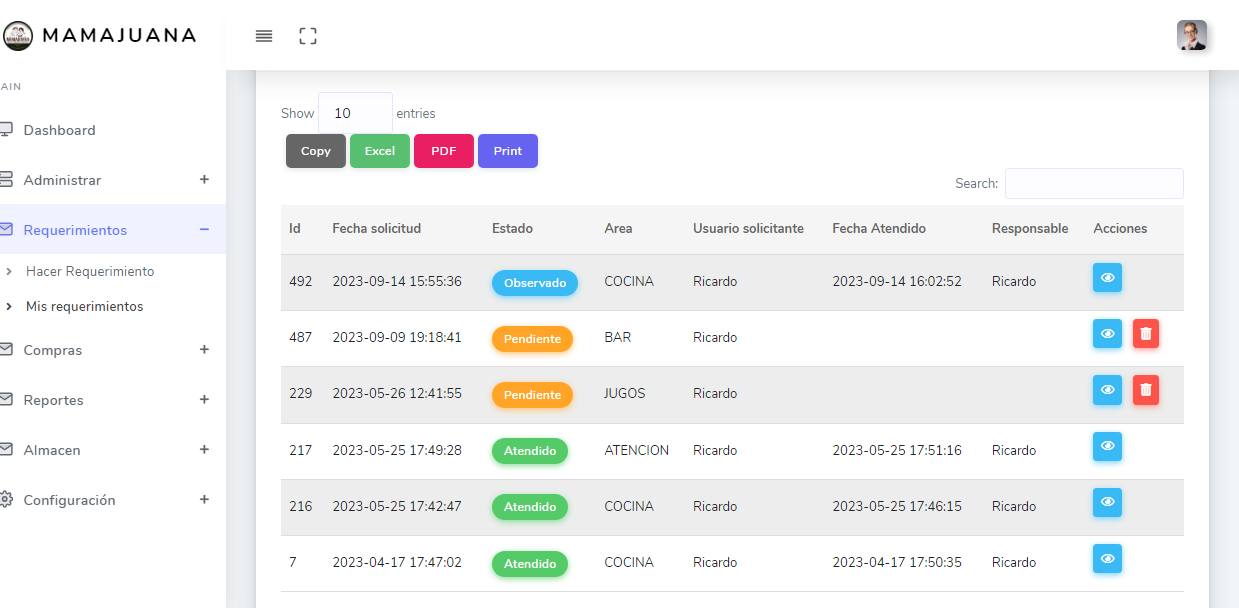 MAMAJUANA
AIN
Dashboard
Administrar +
Requerimientos −
Hacer Requerimiento
Mis requerimientos
Compras +
Reportes +
Almacen +
Configuración +
Show 10 entries
Copy Excel PDF Print
Search:
Id Fecha solicitud Estado Area Usuario solicitante Fecha Atendido Responsable Acciones
492 2023-09-14 15:55:36 Observado COCINA Ricardo 2023-09-14 16:02:52 Ricardo
487 2023-09-09 19:18:41 Pendiente BAR Ricardo
229 2023-05-26 12:41:55 Pendiente JUGOS Ricardo
217 2023-05-25 17:49:28 Atendido ATENCION Ricardo 2023-05-25 17:51:16 Ricardo
216 2023-05-25 17:42:47 Atendido COCINA Ricardo 2023-05-25 17:46:15 Ricardo
7 2023-04-17 17:47:02 Atendido COCINA Ricardo 2023-04-17 17:50:35 Ricardo